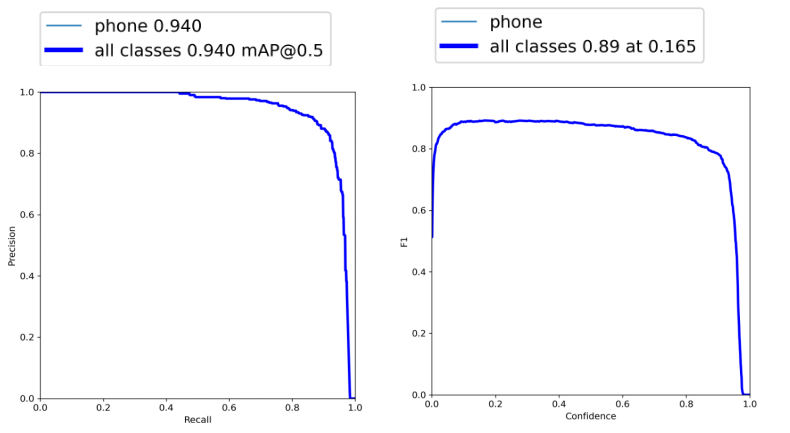 phone 0.940
all classes 0.940 mAP@0.5
1.0
0.8
0.6
0.4
0.2
0.0
Precision
0.0 0.2 0.4 0.6 0.8 1.0
Recall
phone
all classes 0.89 at 0.165
1.0
0.8
0.6
0.4
0.2
0.0
F1
0.0 0.2 0.4 0.6 0.8 1.0
Confidence